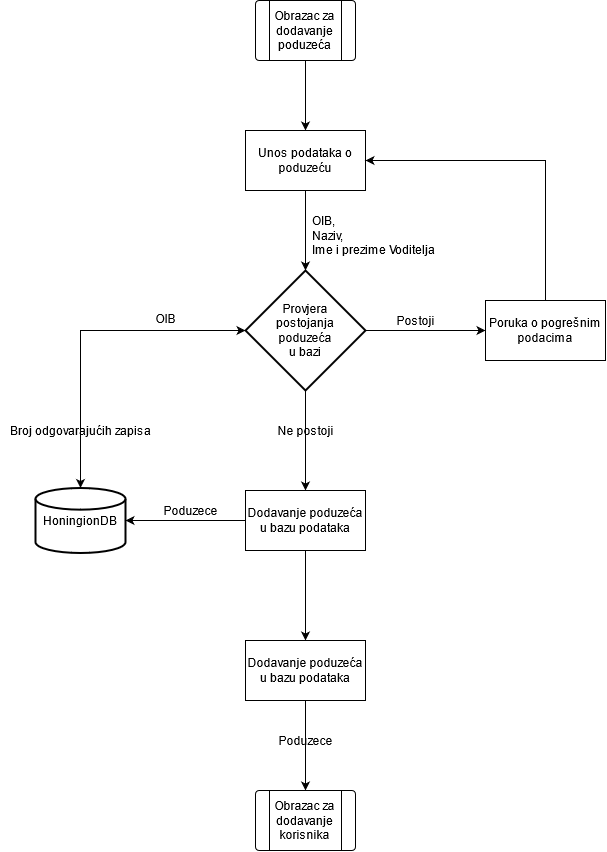 Obrazac za
dodavanje
poduzeća
Unos podataka o
poduzeću
OIB,
Naziv,
Ime i prezime Voditelja
Provjera
postojanja
poduzeća
u bazi
OIB
Postoji
Poruka o pogrešnim
podacima
Broj odgovarajućih zapisa
Ne postoji
HoningionDB
Poduzece
Dodavanje poduzeća
u bazu podataka
Dodavanje poduzeća
u bazu podataka
Poduzece
Obrazac za
dodavanje
korisnika